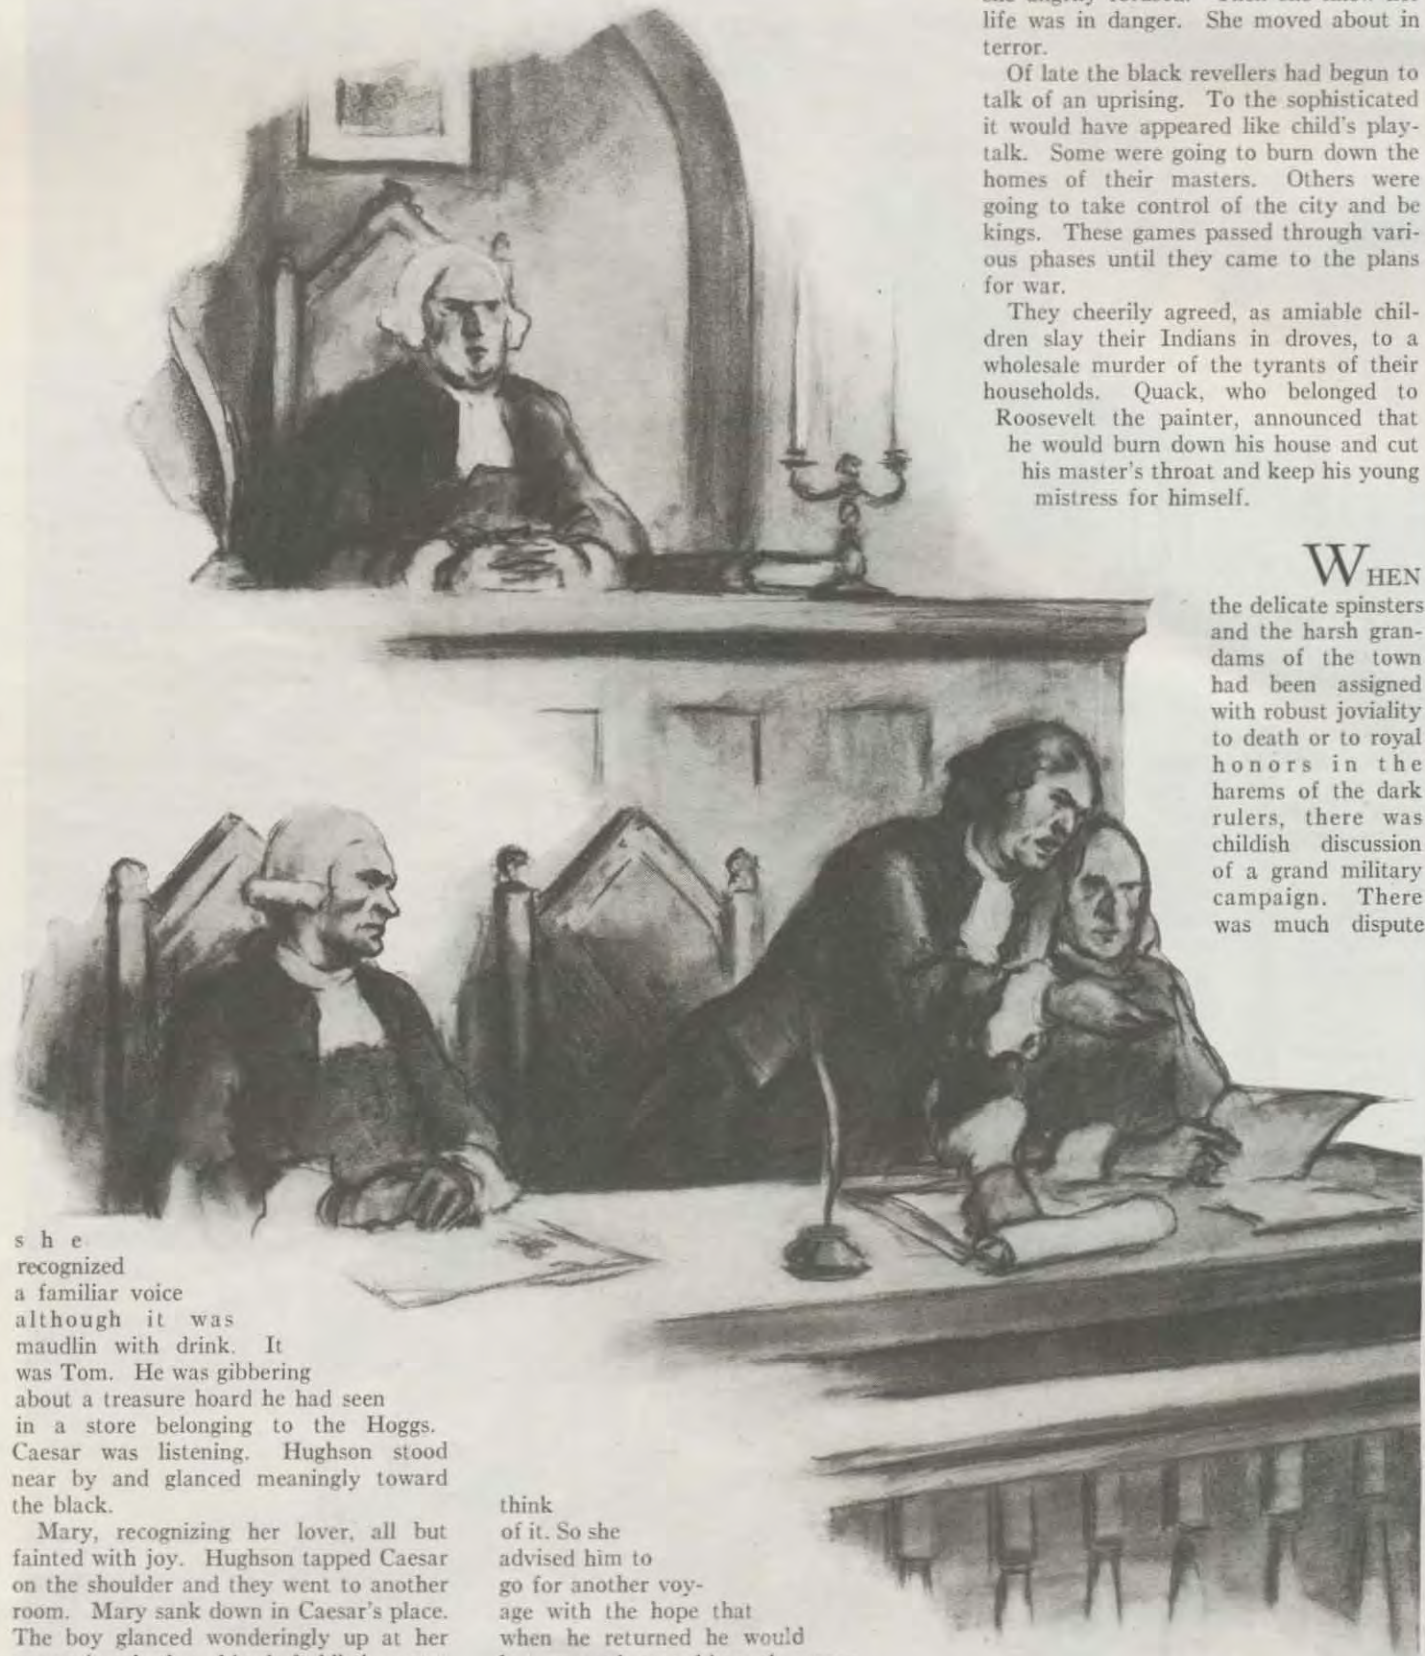 s h e
recognized
a familiar voice
although it was
maudlin with drink. It
was Tom. He was gibbering
about a treasure hoard he had seen
in a store belonging to the Hoggs.
Caesar was listening. Hughson stood
near by and glanced meaningly toward
the black.
Mary, recognizing her lover, all but
fainted with joy. Hughson tapped Caesar
on the shoulder and they went to another
room. Mary sank down in Caesar's place.
The boy glanced wonderingly up at her
think
of it. So she
advised him to
go for another voy-
age with the hope that
when he returned he would
life was in danger. She moved about in
terror.
Of late the black revellers had begun to
talk of an uprising. To the sophisticated
it would have appeared like child's play-
talk. Some were going to burn down the
homes of their masters. Others were
going to take control of the city and be
kings. These games passed through vari-
ous phases until they came to the plans
for war.
They cheerily agreed, as amiable chil-
dren slay their Indians in droves, to a
wholesale murder of the tyrants of their
households. Quack, who belonged to
Roosevelt the painter, announced that
he would burn down his house and cut
his master's throat and keep his young
mistress for himself.
WHEN
the delicate spinsters
and the harsh gran-
dams of the town
had been assigned
with robust joviality
to death or to royal
honors in the
harems of the dark
rulers, there was
childish discussion
of a grand military
campaign. There
was much dispute